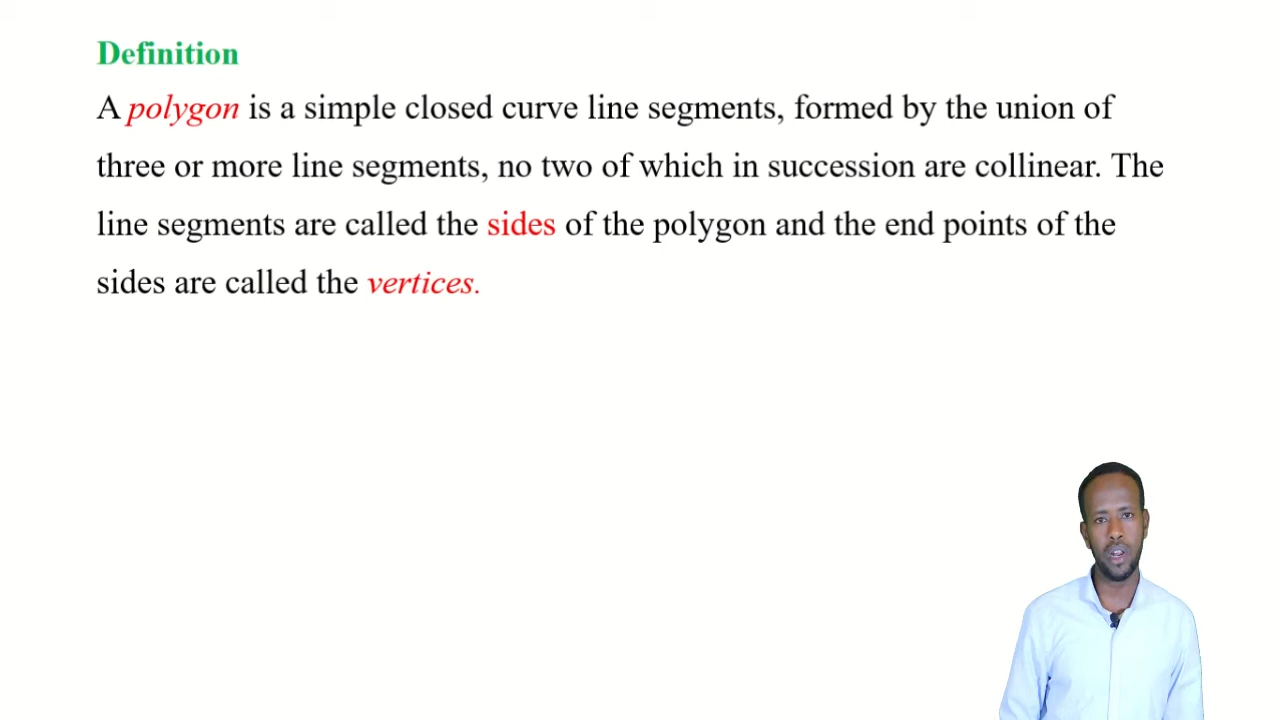 Definition
A polygon is a simple closed curve line segments, formed by the union of
three or more line segments, no two of which in succession are collinear. The
line segments are called the sides of the polygon and the end points of the
sides are called the vertices.